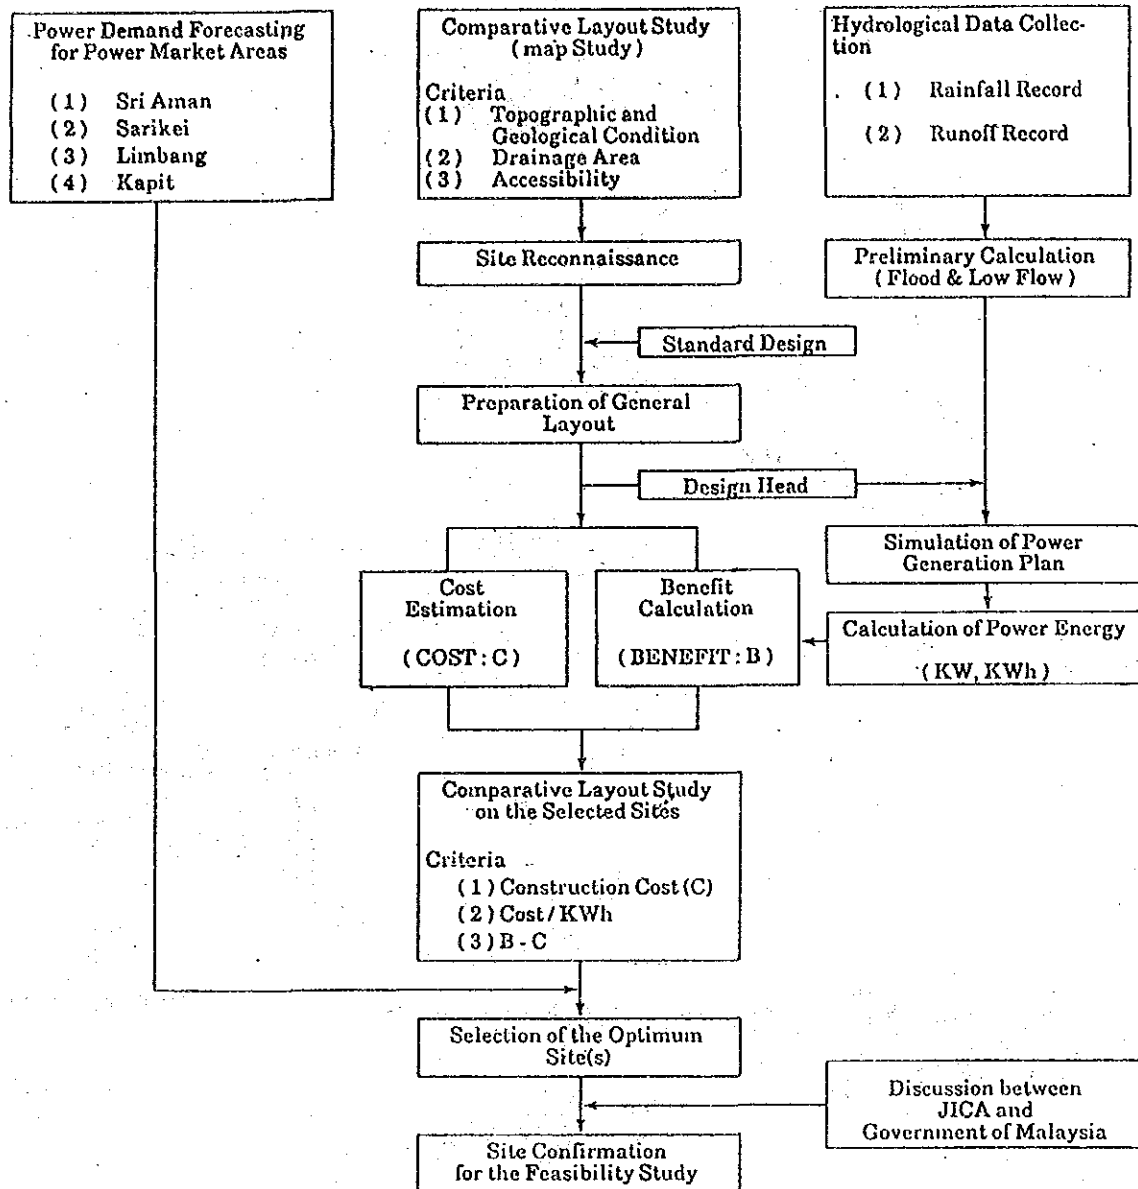 Power Demand Forecasting
for Power Market Areas
(1) Sri Aman
(2) Sarikei
(3) Limbang
(4) Kapit
Comparative Layout Study
(map Study)
Criteria
(1) Topographic and
Geological Condition
(2) Drainage Area
(3) Accessibility
Hydrological Data Collec-
tion
(1) Rainfall Record
(2) Runoff Record
Site Reconnaissance
Preliminary Calculation
(Flood & Low Flow)
Standard Design
Preparation of General
Layout
Design Head
Simulation of Power
Generation Plan
Cost
Estimation
(COST : C)
Benefit
Calculation
(BENEFIT : B)
Calculation of Power Energy
(KW, KWh)
Comparative Layout Study
on the Selected Sites
Criteria
(1) Construction Cost (C)
(2) Cost / KWh
(3) B - C
Selection of the Optimum
Site(s)
Discussion between
JICA and
Government of Malaysia
Site Confirmation
for the Feasibility Study